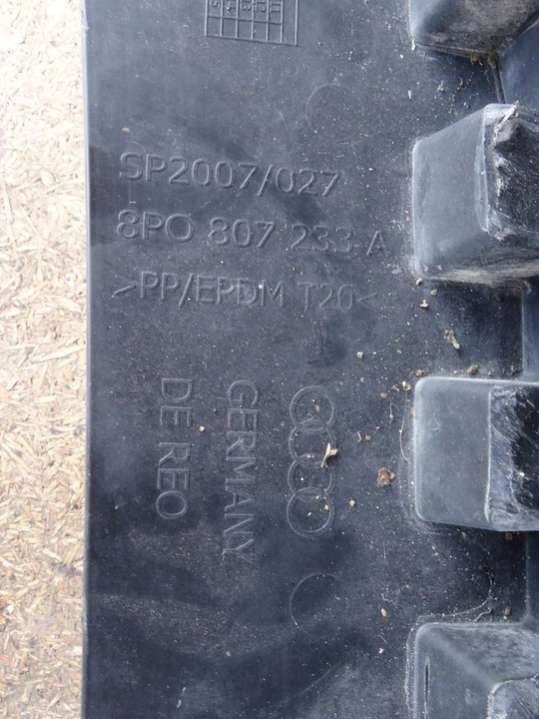 SP2007/027
8P0 807 233 A
>PP/EPDM T20<
GERMANY
DE REO